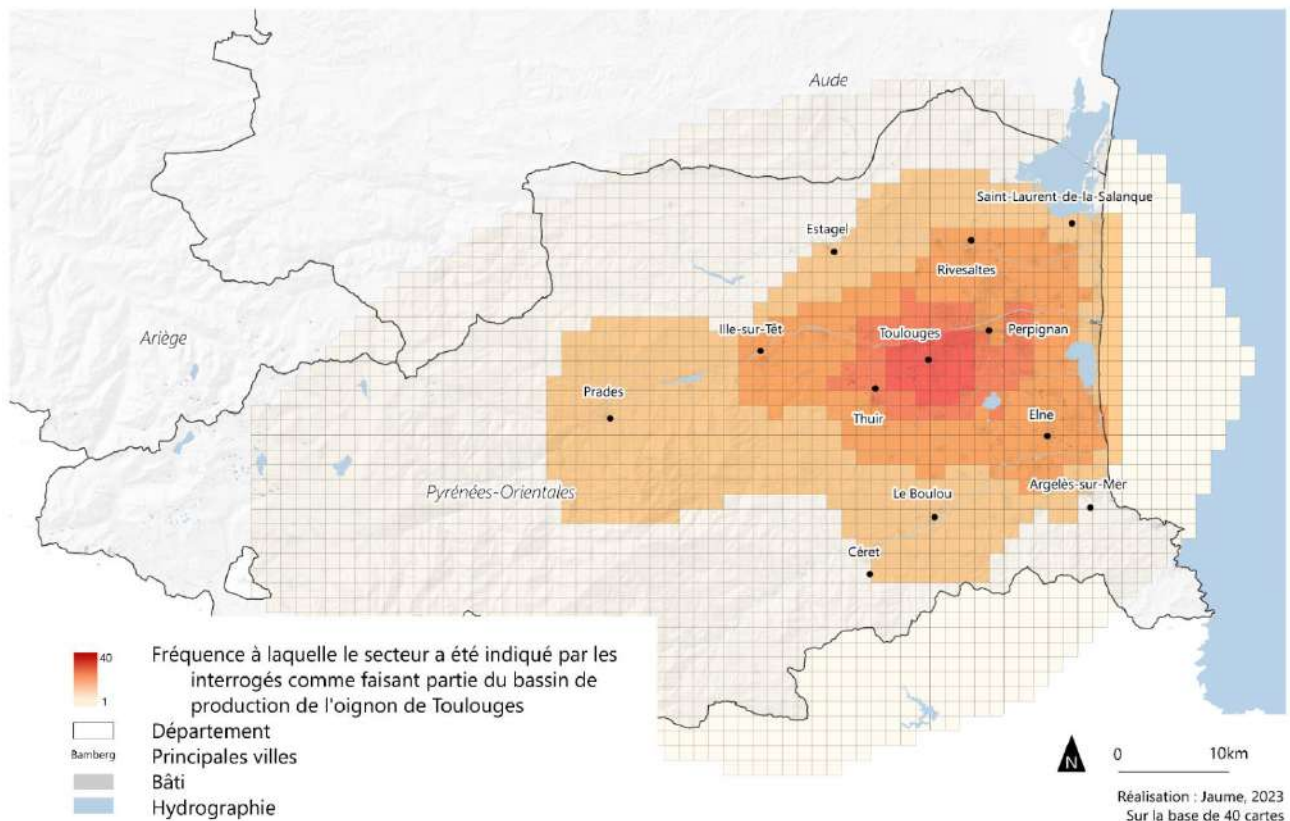 Aude
Saint-Laurent-de-la-Salanque
Estagel
Rivesaltes
Ariège
Ille-sur-Têt
Toulouges
Perpignan
Prades
Thuir
Elne
Pyrénées-Orientales
Le Boulou
Argelès-sur-Mer
Céret
40
1
Fréquence à laquelle le secteur a été indiqué par les
interrogés comme faisant partie du bassin de
production de l'oignon de Toulouges
Département
Bamberg Principales villes
Bâti
Hydrographie
N
0 10km
Réalisation : Jaume, 2023
Sur la base de 40 cartes